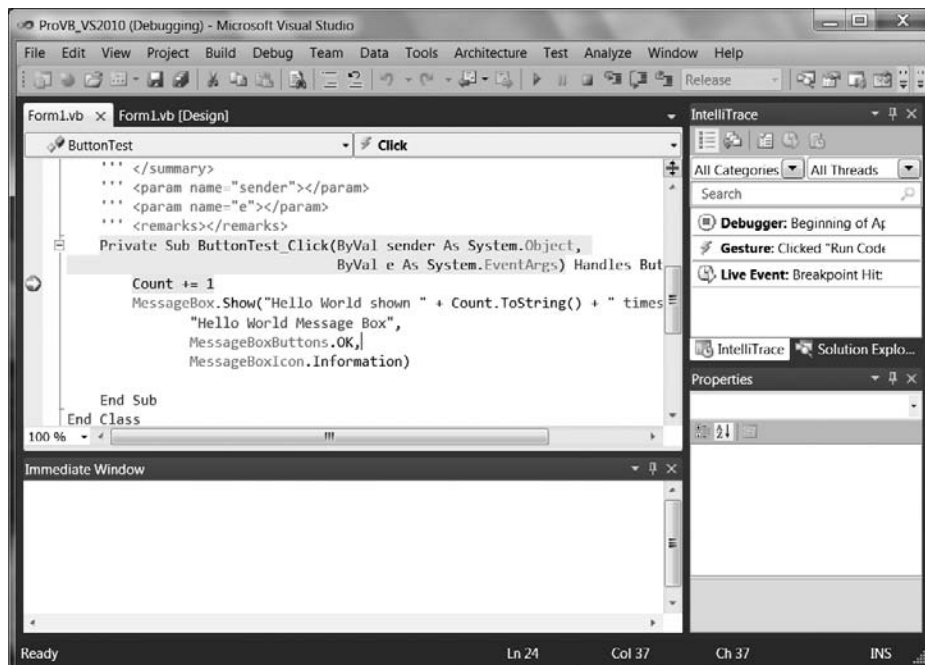 ProVB_VS2010 (Debugging) - Microsoft Visual Studio
File Edit View Project Build Debug Team Data Tools Architecture Test Analyze Window Help
Release
Form1.vb Form1.vb [Design]
ButtonTest Click
''' </summary>
''' <param name="sender"></param>
''' <param name="e"></param>
''' <remarks></remarks>
Private Sub ButtonTest_Click(ByVal sender As System.Object,
ByVal e As System.EventArgs) Handles But
Count += 1
MessageBox.Show("Hello World shown " + Count.ToString() + " times
"Hello World Message Box",
MessageBoxButtons.OK,
MessageBoxIcon.Information)
End Sub
End Class
100 %
Immediate Window
IntelliTrace
All Categories All Threads
Search
Debugger: Beginning of Ap
Gesture: Clicked "Run Code
Live Event: Breakpoint Hit:
IntelliTrace Solution Explo...
Properties
Ready Ln 24 Col 37 Ch 37 INS